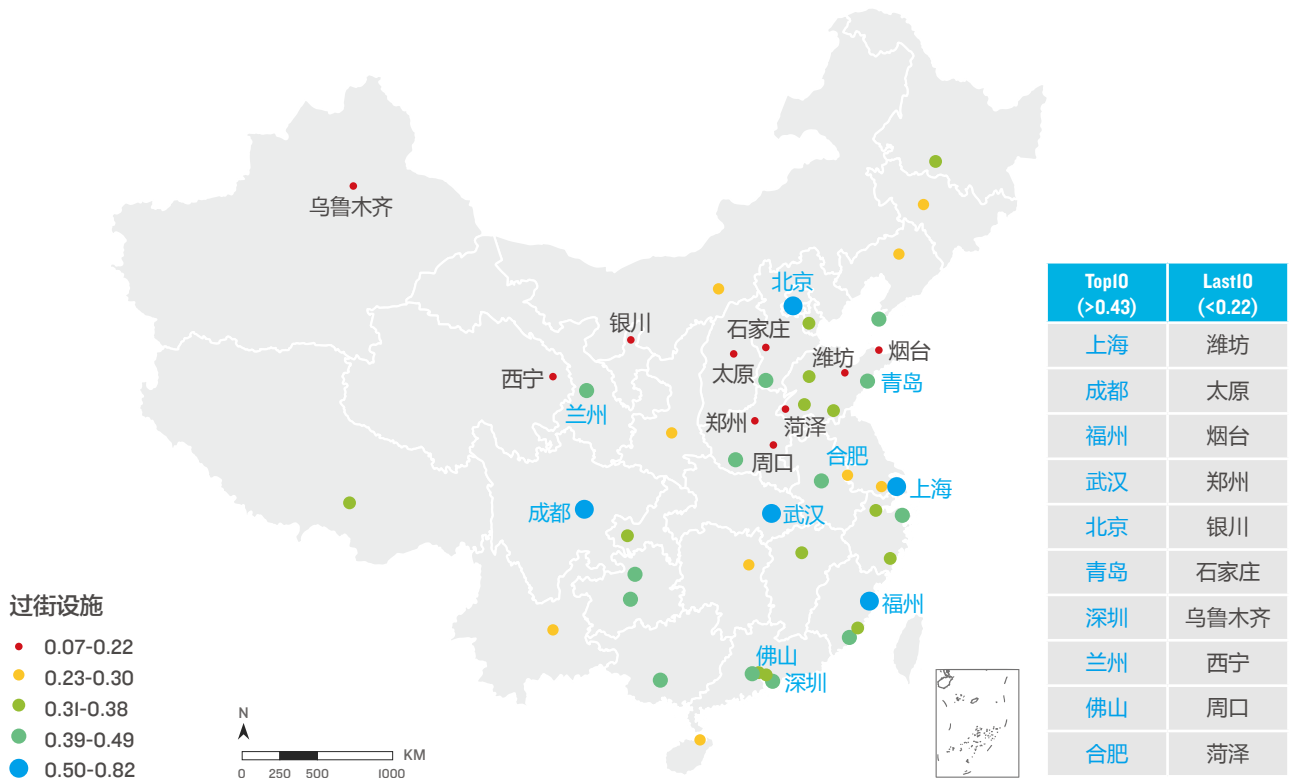 乌鲁木齐
北京
银川
石家庄
烟台
潍坊
太原
西宁
青岛
兰州
郑州
菏泽
周口
合肥
上海
成都
武汉
福州
佛山
深圳
过街设施
0.07-0.22
0.23-0.30
0.31-0.38
0.39-0.49
0.50-0.82
N
KM
0 250 500 1000
Top10 Last10
(>0.43) (<0.22)
上海 潍坊
成都 太原
福州 烟台
武汉 郑州
北京 银川
青岛 石家庄
深圳 乌鲁木齐
兰州 西宁
佛山 周口
合肥 菏泽